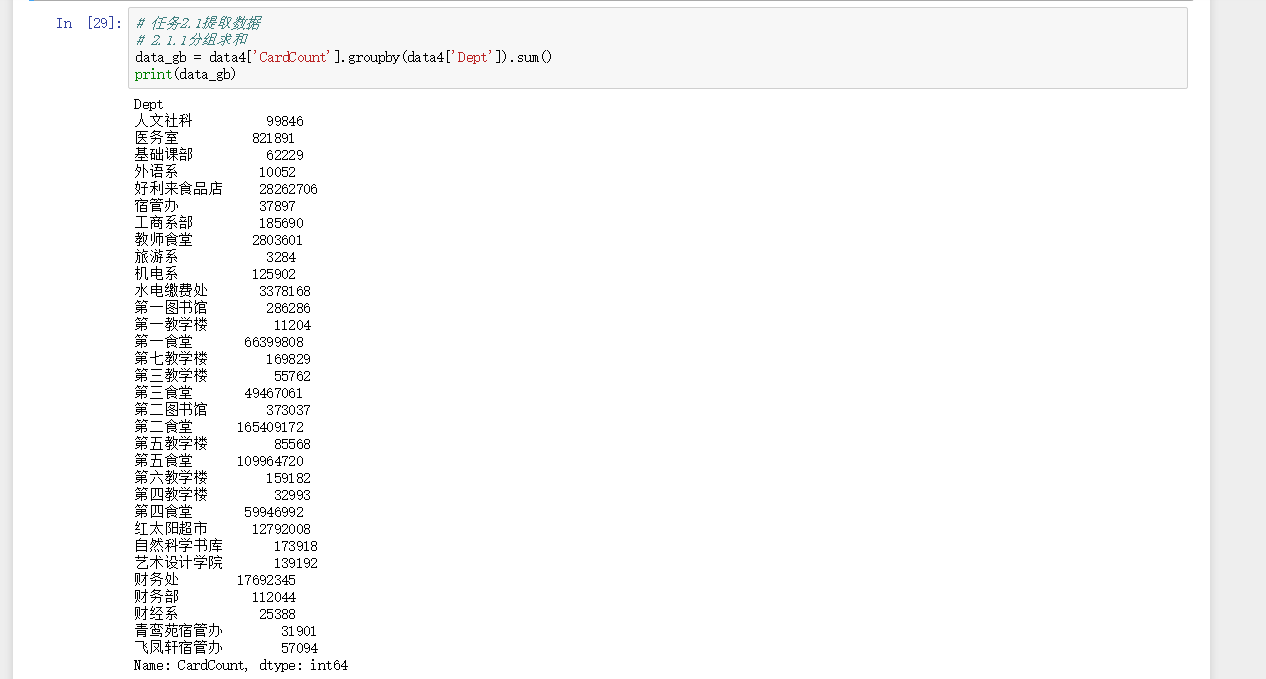 In [29]:
# 任务2.1提取数据
# 2.1.1分组求和
data_gb = data4['CardCount'].groupby(data4['Dept']).sum()
print(data_gb)
Dept
人文社科 99846
医务室 821891
基础课部 62229
外语系 10052
好利来食品店 28262706
宿管办 37897
工商系部 185690
教师食堂 2803601
旅游系 3284
机电系 125902
水电缴费处 3378168
第一图书馆 286286
第一教学楼 11204
第一食堂 66399808
第七教学楼 169829
第三教学楼 55762
第三食堂 49467061
第二图书馆 373037
第二食堂 165409172
第五教学楼 85568
第五食堂 109964720
第六教学楼 159182
第四教学楼 32993
第四食堂 59946992
红太阳超市 12792008
自然科学书库 173918
艺术设计学院 139192
财务处 17692345
财务部 112044
财经系 25388
青鸾苑宿管办 31901
飞凤轩宿管办 57094
Name: CardCount, dtype: int64